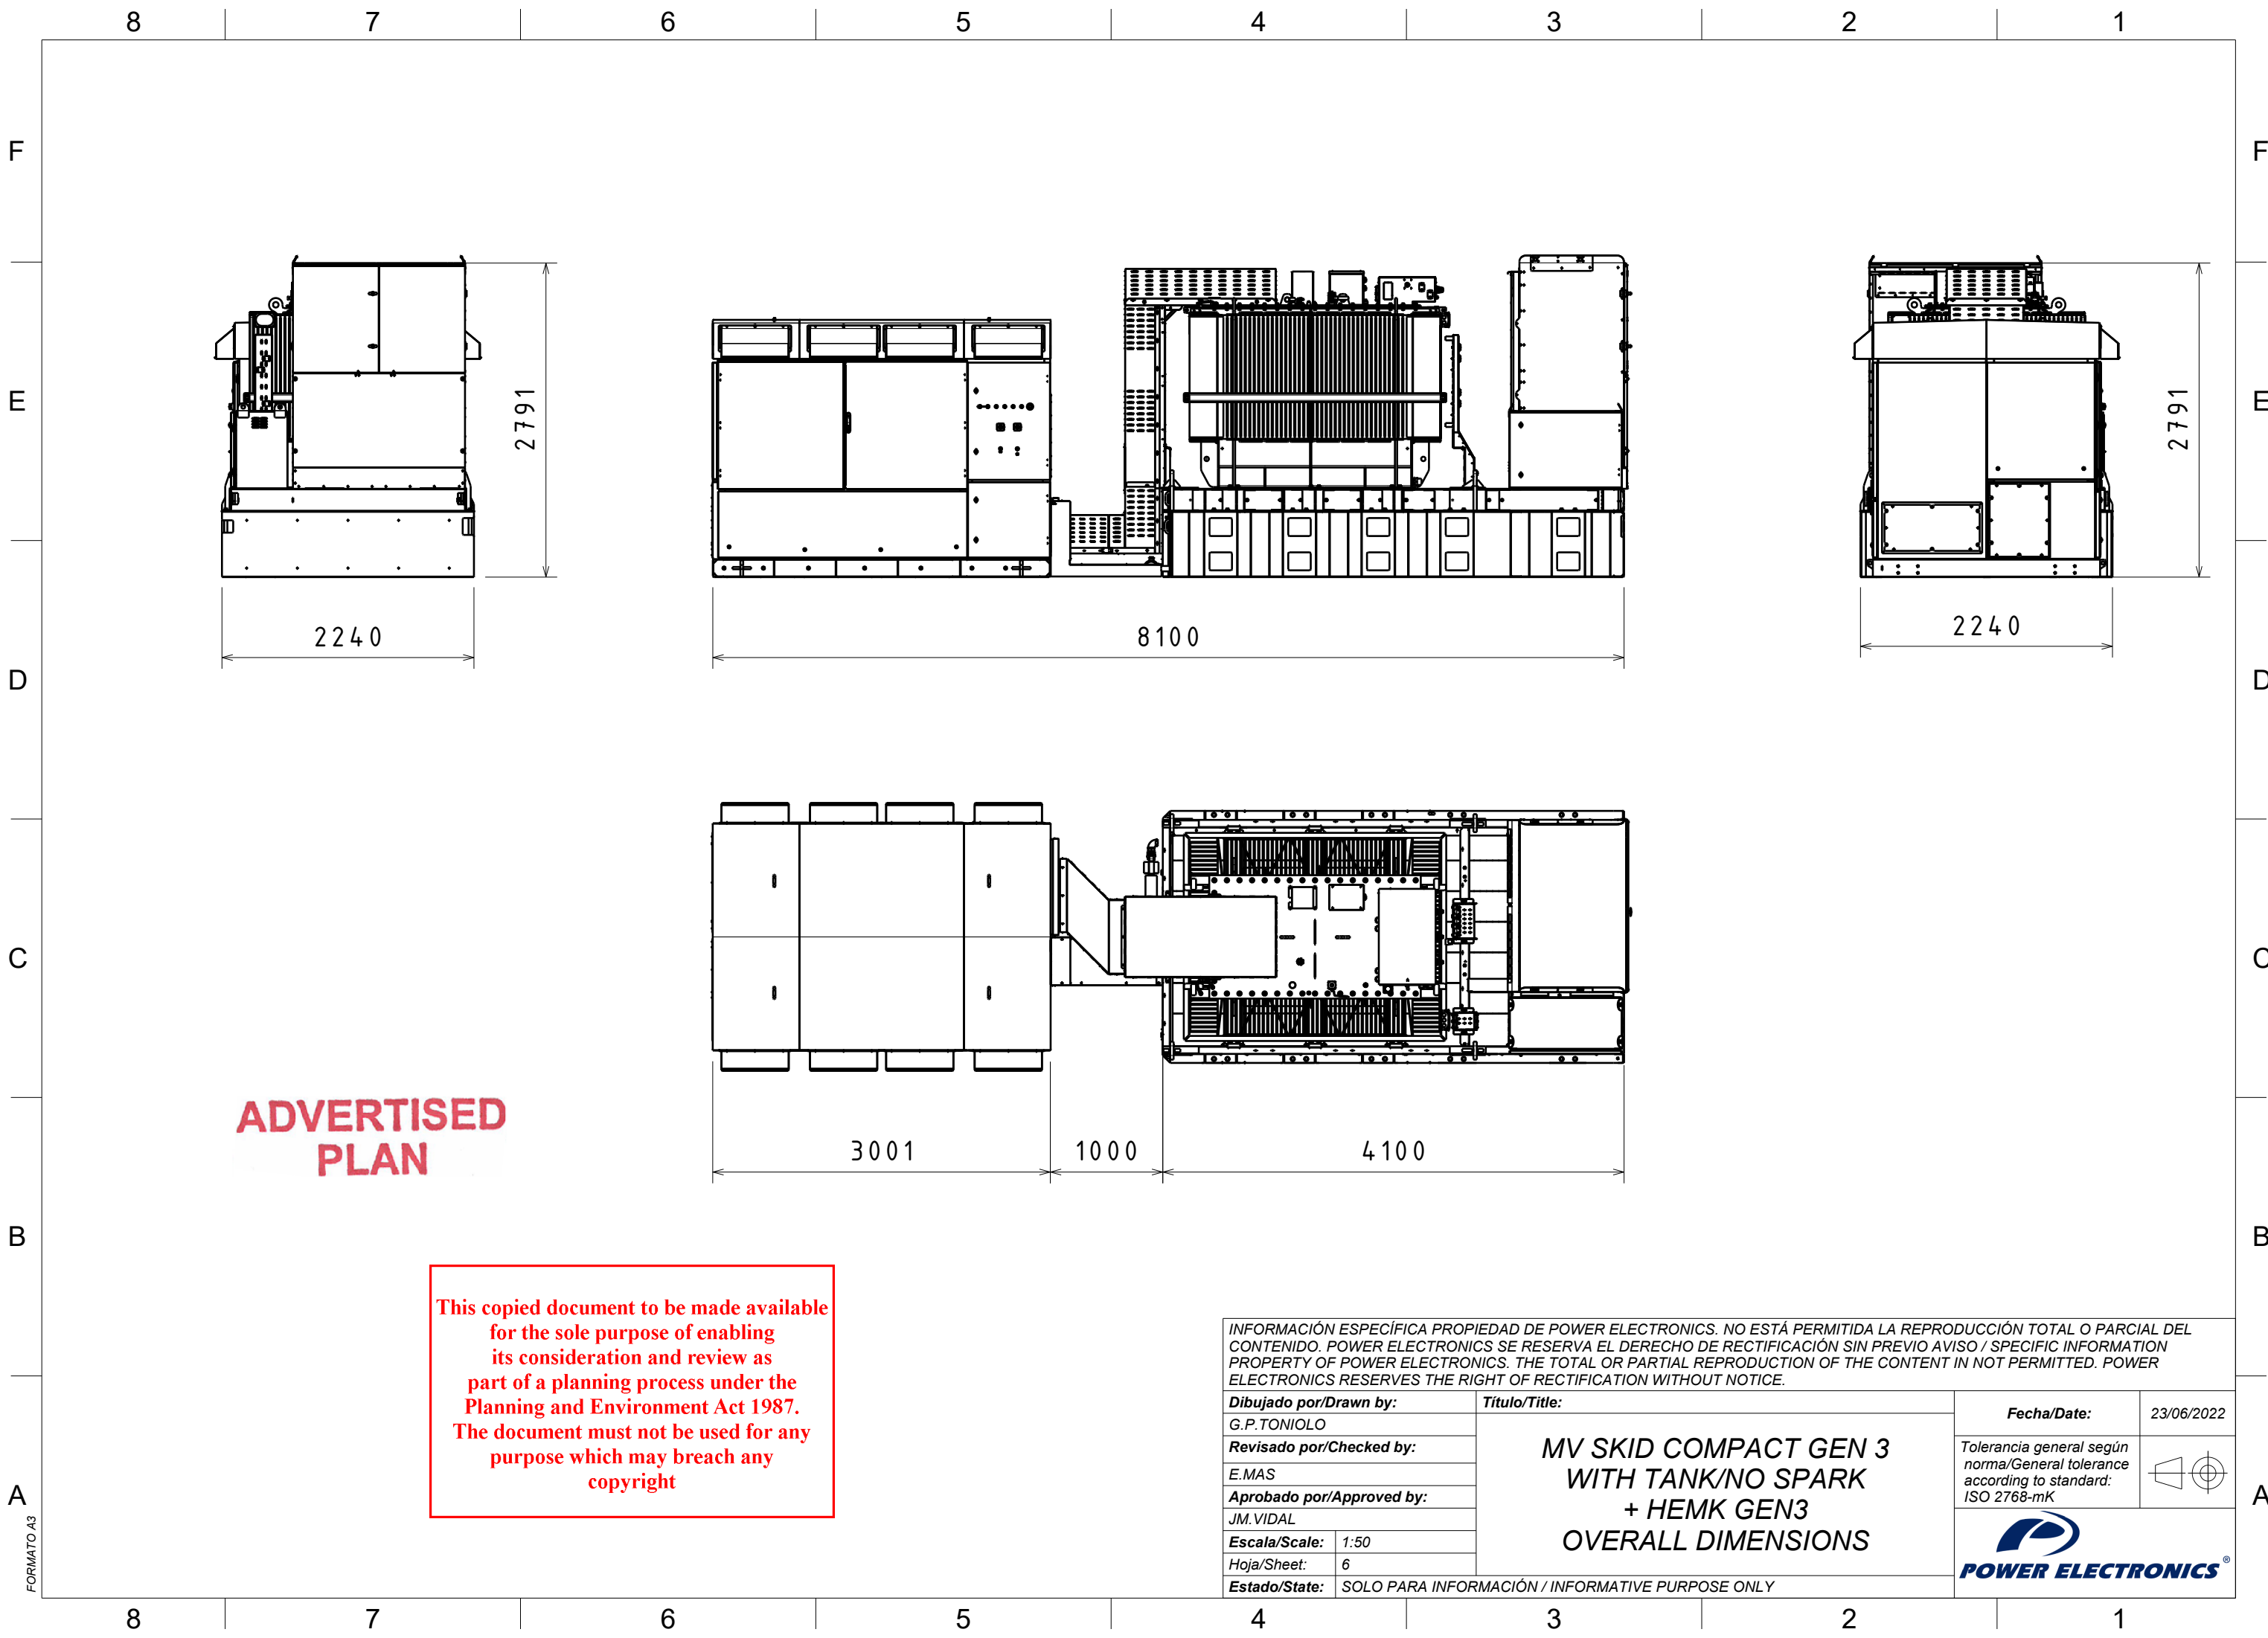 8 7 6 5 4 3 2 1
F F
E E
D D
C C
B B
A A
2791
2791
2240
8100
2240
3001 1000 4100
ADVERTISED
PLAN
This copied document to be made available
for the sole purpose of enabling
its consideration and review as
part of a planning process under the
Planning and Environment Act 1987.
The document must not be used for any
purpose which may breach any
copyright
INFORMACIÓN ESPECÍFICA PROPIEDAD DE POWER ELECTRONICS. NO ESTÁ PERMITIDA LA REPRODUCCIÓN TOTAL O PARCIAL DEL
CONTENIDO. POWER ELECTRONICS SE RESERVA EL DERECHO DE RECTIFICACIÓN SIN PREVIO AVISO / SPECIFIC INFORMATION
PROPERTY OF POWER ELECTRONICS. THE TOTAL OR PARTIAL REPRODUCTION OF THE CONTENT IN NOT PERMITTED. POWER
ELECTRONICS RESERVES THE RIGHT OF RECTIFICATION WITHOUT NOTICE.
Dibujado por/Drawn by:
G.P.TONIOLO
Revisado por/Checked by:
E.MAS
Aprobado por/Approved by:
JM.VIDAL
Escala/Scale: 1:50
Hoja/Sheet: 6
Estado/State: SOLO PARA INFORMACIÓN / INFORMATIVE PURPOSE ONLY
Título/Title:
MV SKID COMPACT GEN 3
WITH TANK/NO SPARK
+ HEMK GEN3
OVERALL DIMENSIONS
Fecha/Date: 23/06/2022
Tolerancia general según
norma/General tolerance
according to standard:
ISO 2768-mK
POWER ELECTRONICS®
FORMATO A3
8 7 6 5 4 3 2 1